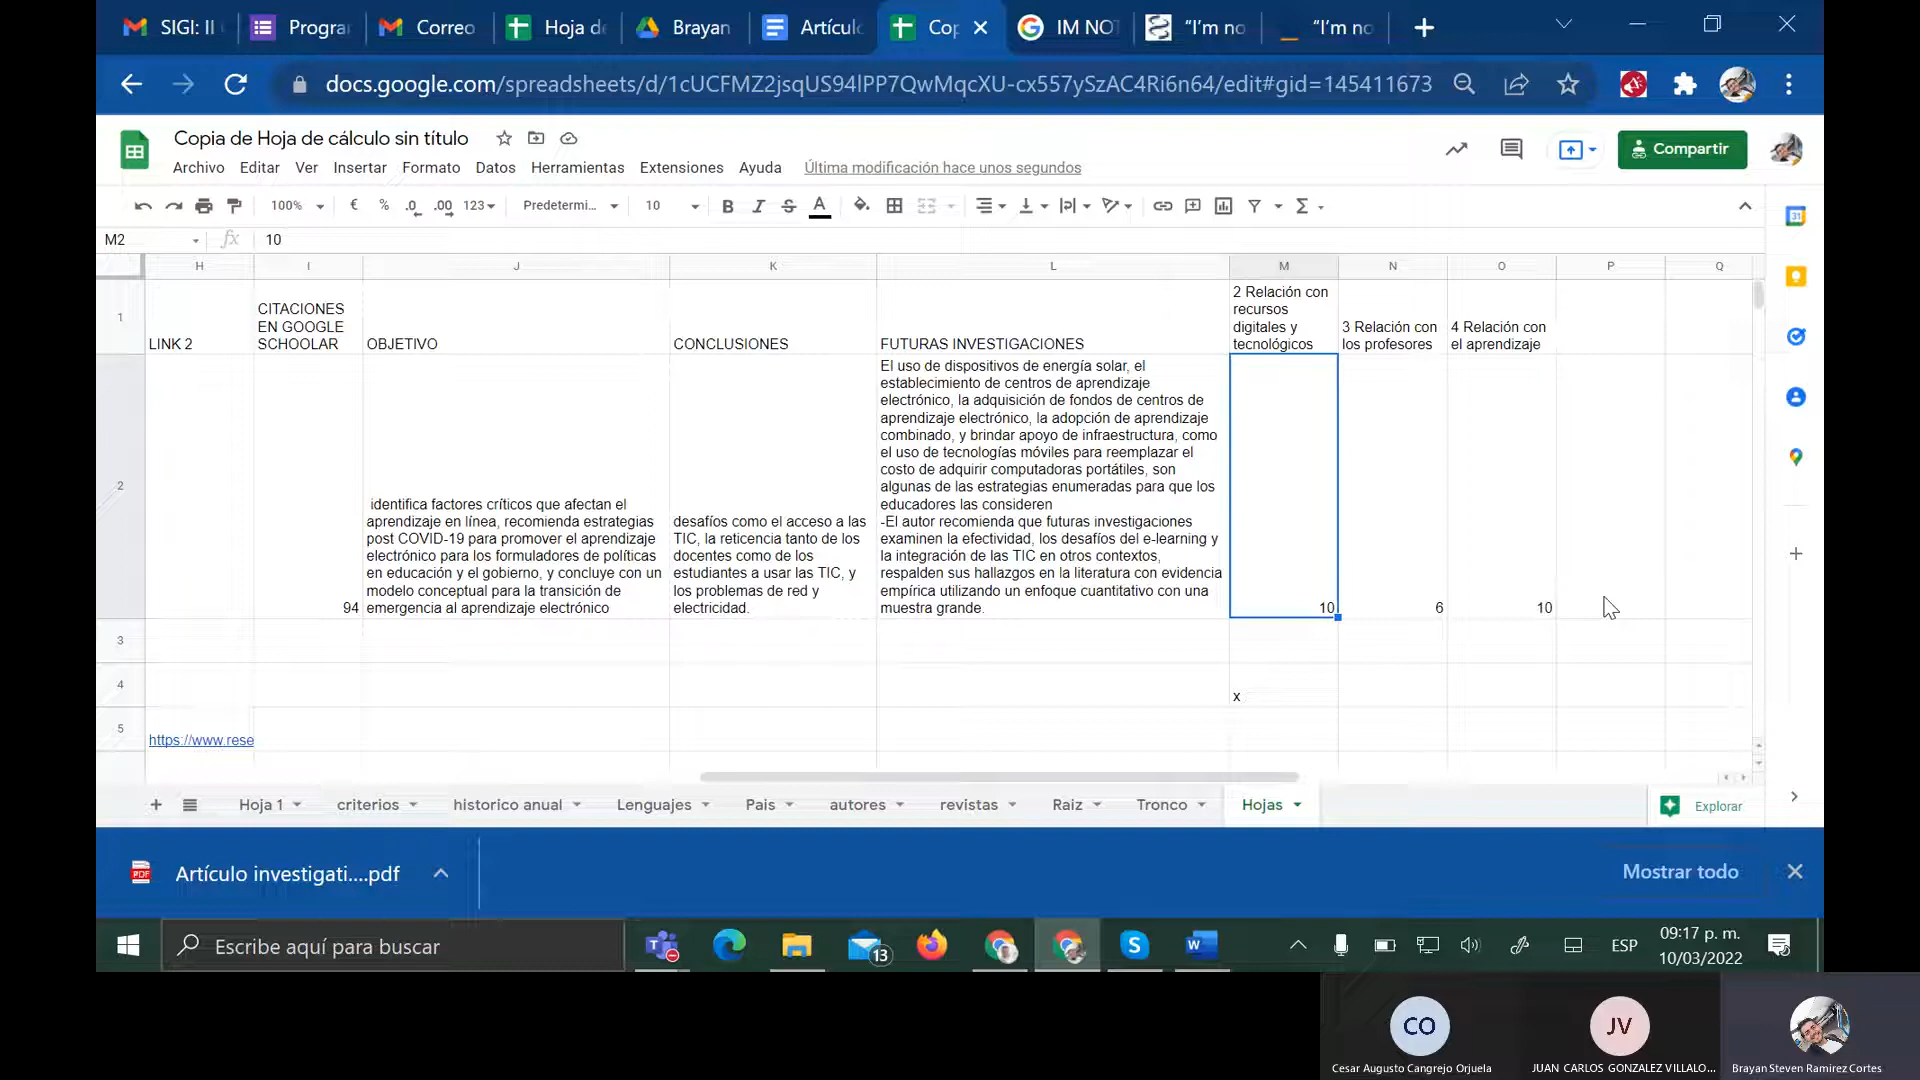 SIGI: II
Progra
Correo
Hoja de
Brayan
Artícul
Cop
IM NOT
“I’m no
“I’m no
docs.google.com/spreadsheets/d/1cUCFMZ2jsqUS94lPP7QwMqcXU-cx557ySzAC4Ri6n64/edit#gid=145411673
Copia de Hoja de cálculo sin título
Compartir
Archivo Editar Ver Insertar Formato Datos Herramientas Extensiones Ayuda Última modificación hace unos segundos
100% € % .0 .00 123 Predetermi... 10 B I S A Σ
M2 fx 10
H I J K L M N O P Q
1
LINK 2
CITACIONES
EN GOOGLE
SCHOOLAR
OBJETIVO
CONCLUSIONES
FUTURAS INVESTIGACIONES
2 Relación con
recursos
digitales y
tecnológicos
3 Relación con
los profesores
4 Relación con
el aprendizaje
2
94
identifica factores críticos que afectan el
aprendizaje en línea, recomienda estrategias
post COVID-19 para promover el aprendizaje
electrónico para los formuladores de políticas
en educación y el gobierno, y concluye con un
modelo conceptual para la transición de
emergencia al aprendizaje electrónico
desafíos como el acceso a las
TIC, la reticencia tanto de los
docentes como de los
estudiantes a usar las TIC, y
los problemas de red y
electricidad.
El uso de dispositivos de energía solar, el
establecimiento de centros de aprendizaje
electrónico, la adquisición de fondos de centros de
aprendizaje electrónico, la adopción de aprendizaje
combinado, y brindar apoyo de infraestructura, como
el uso de tecnologías móviles para reemplazar el
costo de adquirir computadoras portátiles, son
algunas de las estrategias enumeradas para que los
educadores las consideren
-El autor recomienda que futuras investigaciones
examinen la efectividad, los desafíos del e-learning y
la integración de las TIC en otros contextos,
respalden sus hallazgos en la literatura con evidencia
empírica utilizando un enfoque cuantitativo con una
muestra grande.
10
6
10
3
4
x
5
https://www.rese
Hoja 1 criterios historico anual Lenguajes Pais autores revistas Raiz Tronco Hojas Explorar
PDF Artículo investigati....pdf
Mostrar todo
Escribe aquí para buscar
13
ESP
09:17 p. m.
10/03/2022
CO
JV
Cesar Augusto Cangrejo Orjuela
JUAN CARLOS GONZALEZ VILLALO...
Brayan Steven Ramirez Cortes